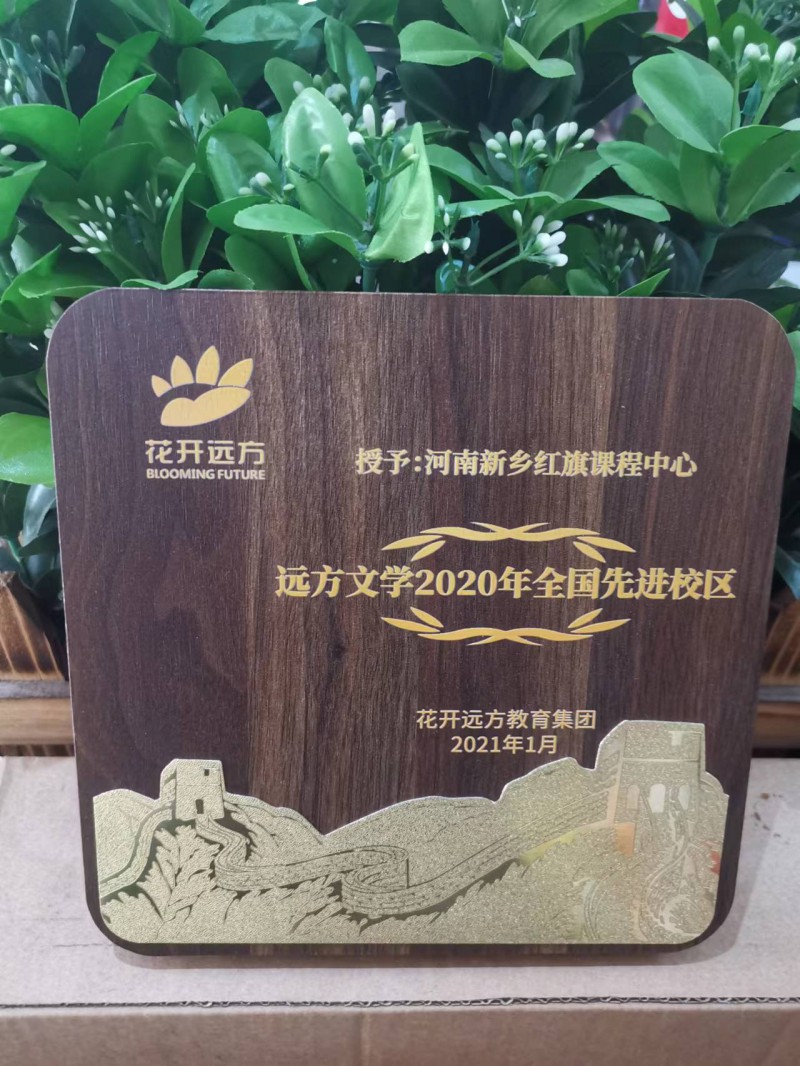 花开远方
BLOOMING FUTURE
授予:河南新乡红旗课程中心
远方文学2020年全国先进校区
花开远方教育集团
2021年1月